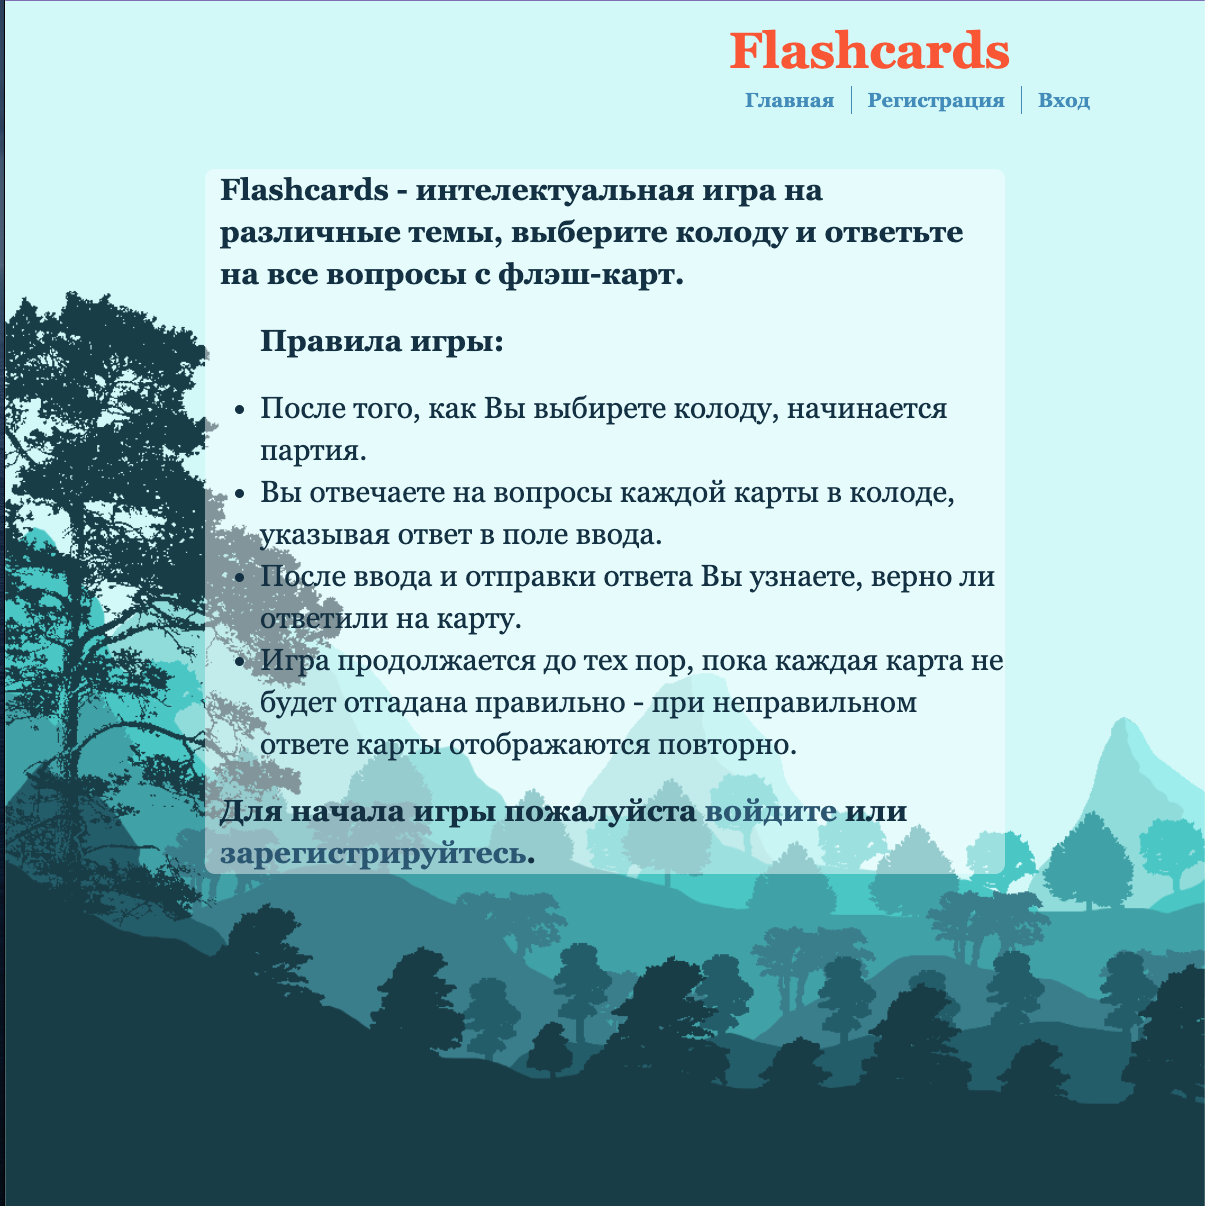 Flashcards
Главная Регистрация Вход
Flashcards - интелектуальная игра на
различные темы, выберите колоду и ответьте
на все вопросы с флэш-карт.
Правила игры:
• После того, как Вы выбирете колоду, начинается
партия.
• Вы отвечаете на вопросы каждой карты в колоде,
указывая ответ в поле ввода.
• После ввода и отправки ответа Вы узнаете, верно ли
ответили на карту.
• Игра продолжается до тех пор, пока каждая карта не
будет отгадана правильно - при неправильном
ответе карты отображаются повторно.
Для начала игры пожалуйста войдите или
зарегистрируйтесь.